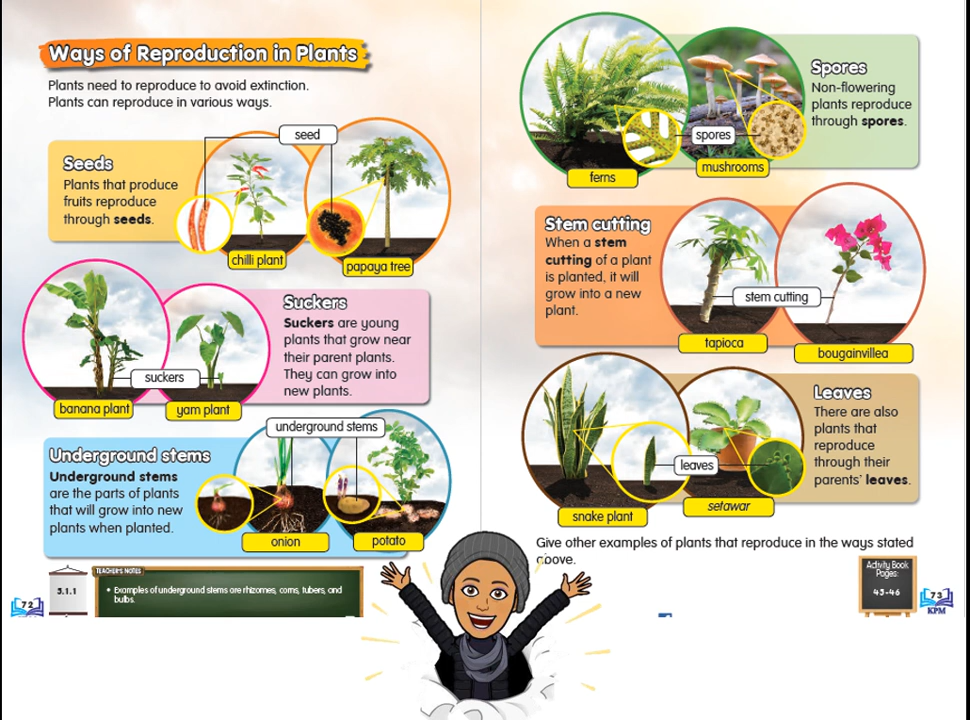 Ways of Reproduction in Plants
Plants need to reproduce to avoid extinction.
Plants can reproduce in various ways.
seed
Seeds
Plants that produce
fruits reproduce
through seeds.
chilli plant
papaya tree
Suckers
Suckers are young
plants that grow near
their parent plants.
They can grow into
new plants.
suckers
banana plant
yam plant
underground stems
Underground stems
Underground stems
are the parts of plants
that will grow into new
plants when planted.
onion
potato
5.1.1
TEACHER'S NOTES
• Examples of underground stems are rhizomes, corms, tubers, and
bulbs.
72
Spores
Non-flowering
plants reproduce
through spores.
spores
ferns
mushrooms
Stem cutting
When a stem
cutting of a plant
is planted, it will
grow into a new
plant.
stem cutting
tapioca
bougainvillea
Leaves
There are also
plants that
reproduce
through their
parents' leaves.
leaves
snake plant
setawar
Give other examples of plants that reproduce in the ways stated
above.
Activity Book
Pages:
43-46
73
KPM